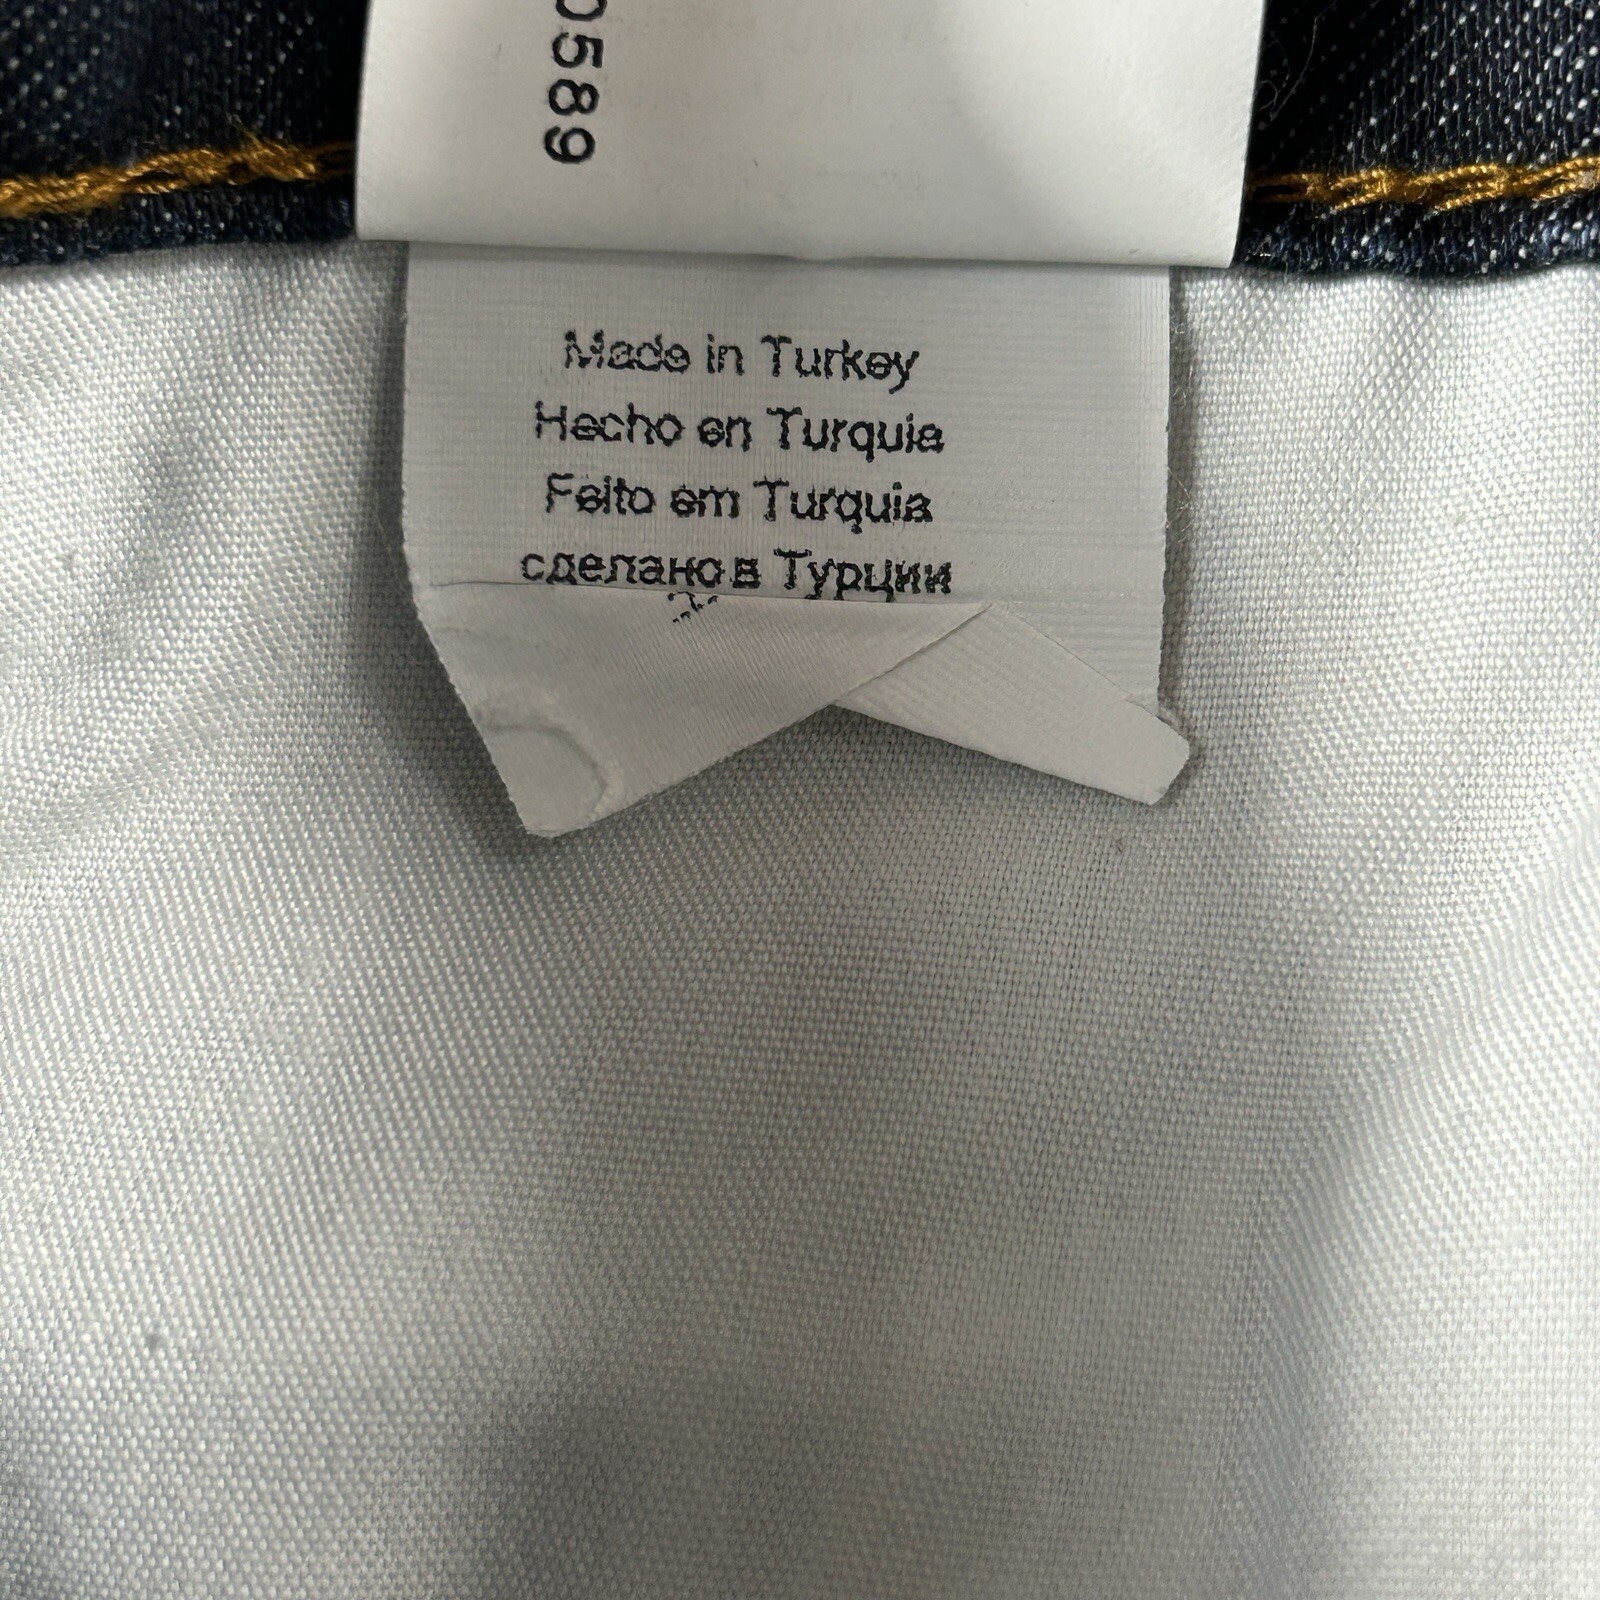 0589
Made in Turkey
Hecho en Turquia
Feito em Turquia
сделано в Турции